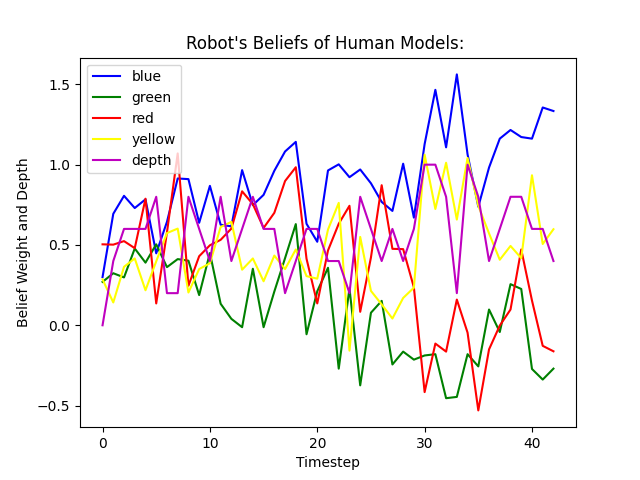 Robot's Beliefs of Human Models:
blue
green
red
yellow
depth
Belief Weight and Depth
1.5
1.0
0.5
0.0
−0.5
0
10
20
30
40
Timestep